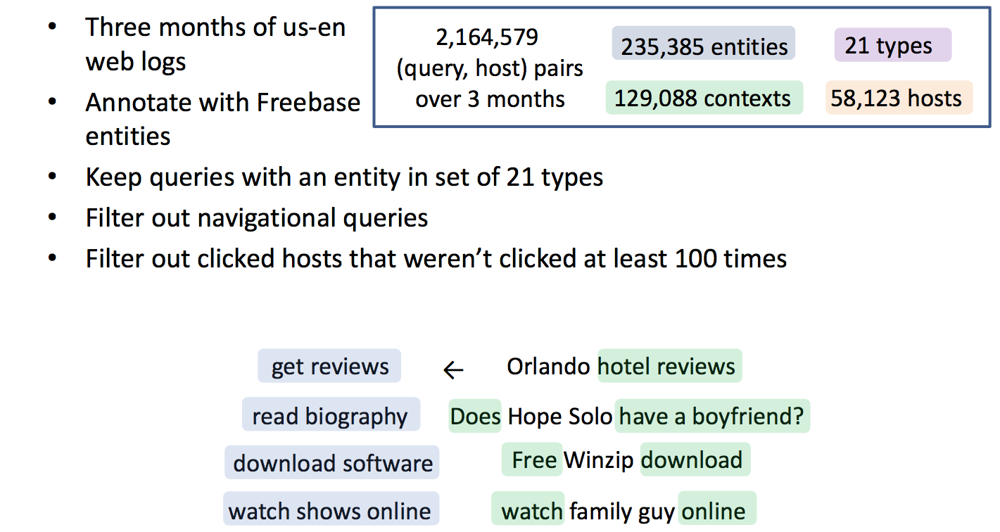 • Three months of us-en
web logs
• Annotate with Freebase
entities
• Keep queries with an entity in set of 21 types
• Filter out navigational queries
• Filter out clicked hosts that weren’t clicked at least 100 times
2,164,579
(query, host) pairs
over 3 months
235,385 entities
21 types
129,088 contexts
58,123 hosts
get reviews ← Orlando hotel reviews
read biography Does Hope Solo have a boyfriend?
download software Free Winzip download
watch shows online watch family guy online